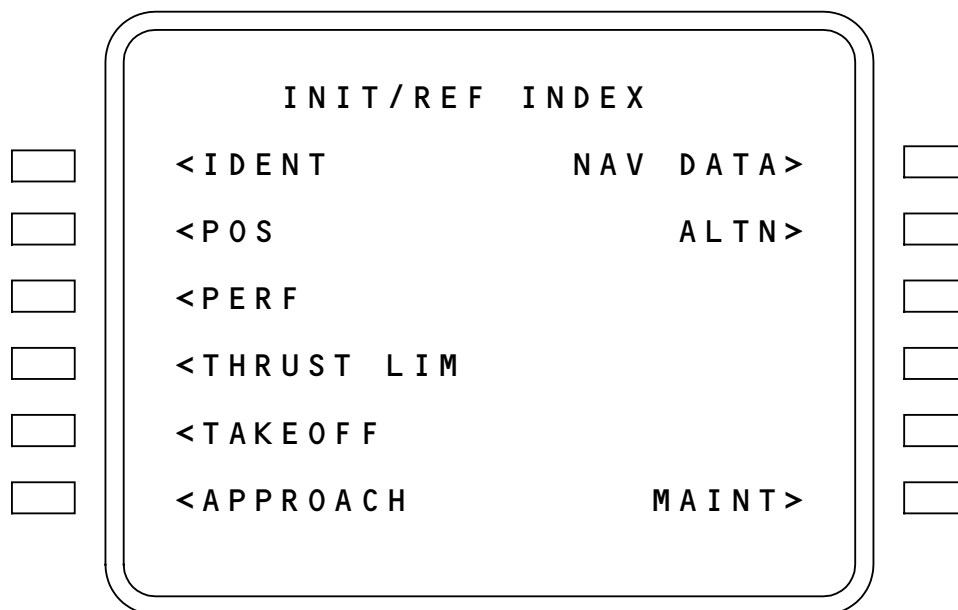 INIT/REF INDEX
<IDENT NAV DATA>
<POS ALTN>
<PERF
<THRUST LIM
<TAKEOFF
<APPROACH MAINT>